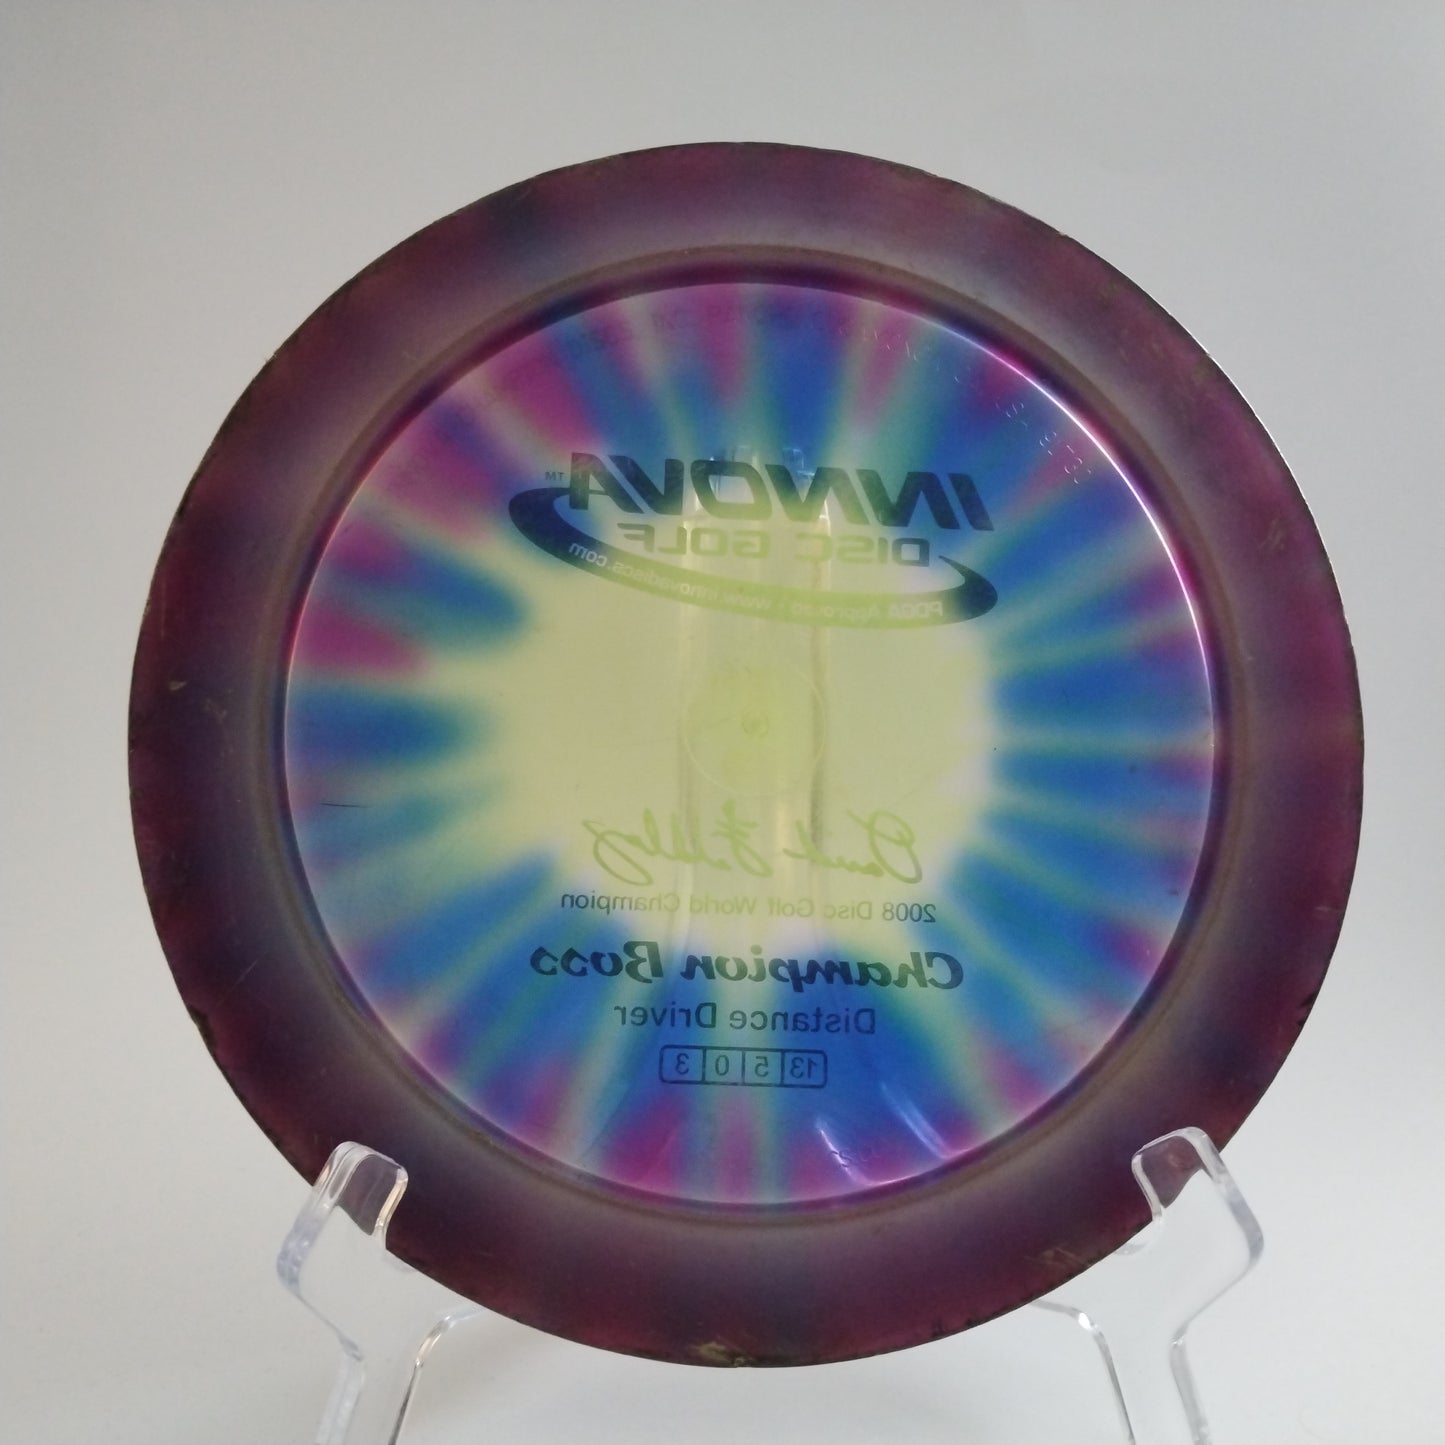 INNOVA™
DISC GOLF
PDGA Approved • www.innovadiscs.com
2008 Disc Golf World Champion
Champion Boss
Distance Driver
13 5 0 3